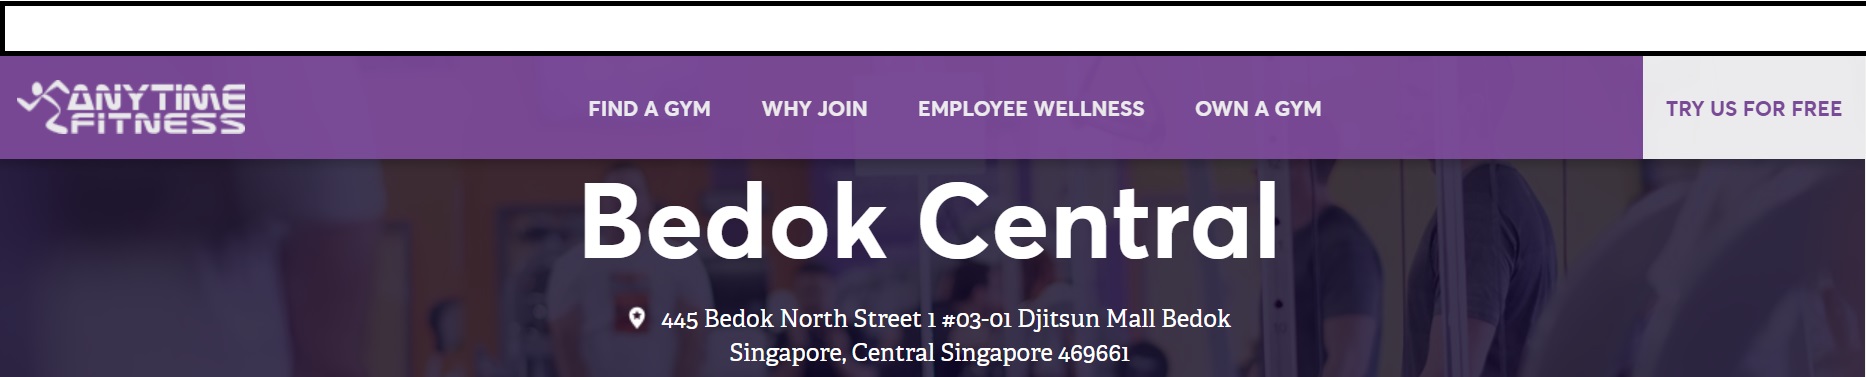 ANYTIME
FITNESS
FIND A GYM WHY JOIN EMPLOYEE WELLNESS OWN A GYM TRY US FOR FREE
Bedok Central
445 Bedok North Street 1 #03-01 Djitsun Mall Bedok
Singapore, Central Singapore 469661